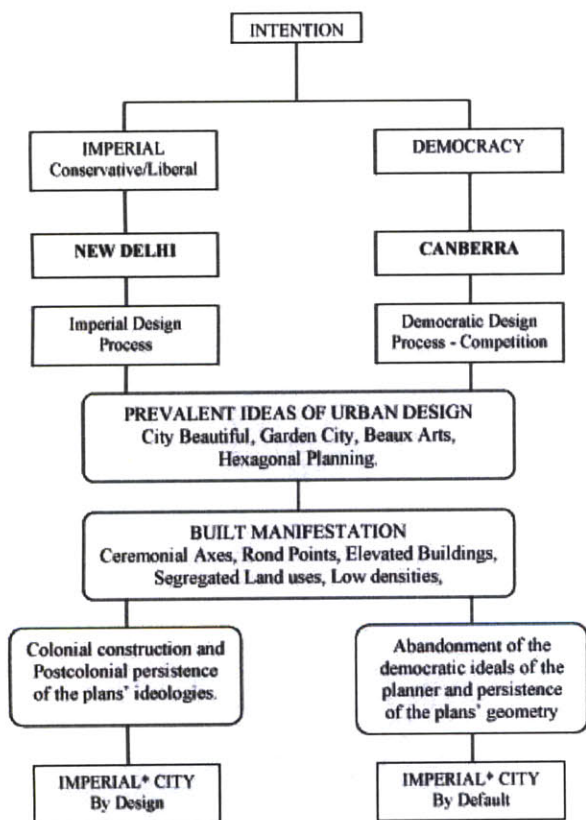 INTENTION
IMPERIAL
Conservative/Liberal
DEMOCRACY
NEW DELHI
CANBERRA
Imperial Design
Process
Democratic Design
Process - Competition
PREVALENT IDEAS OF URBAN DESIGN
City Beautiful, Garden City, Beaux Arts,
Hexagonal Planning.
BUILT MANIFESTATION
Ceremonial Axes, Rond Points, Elevated Buildings,
Segregated Land uses, Low densities,
Colonial construction and
Postcolonial persistence
of the plans' ideologies.
Abandonment of the
democratic ideals of the
planner and persistence
of the plans' geometry
IMPERIAL* CITY
By Design
IMPERIAL* CITY
By Default